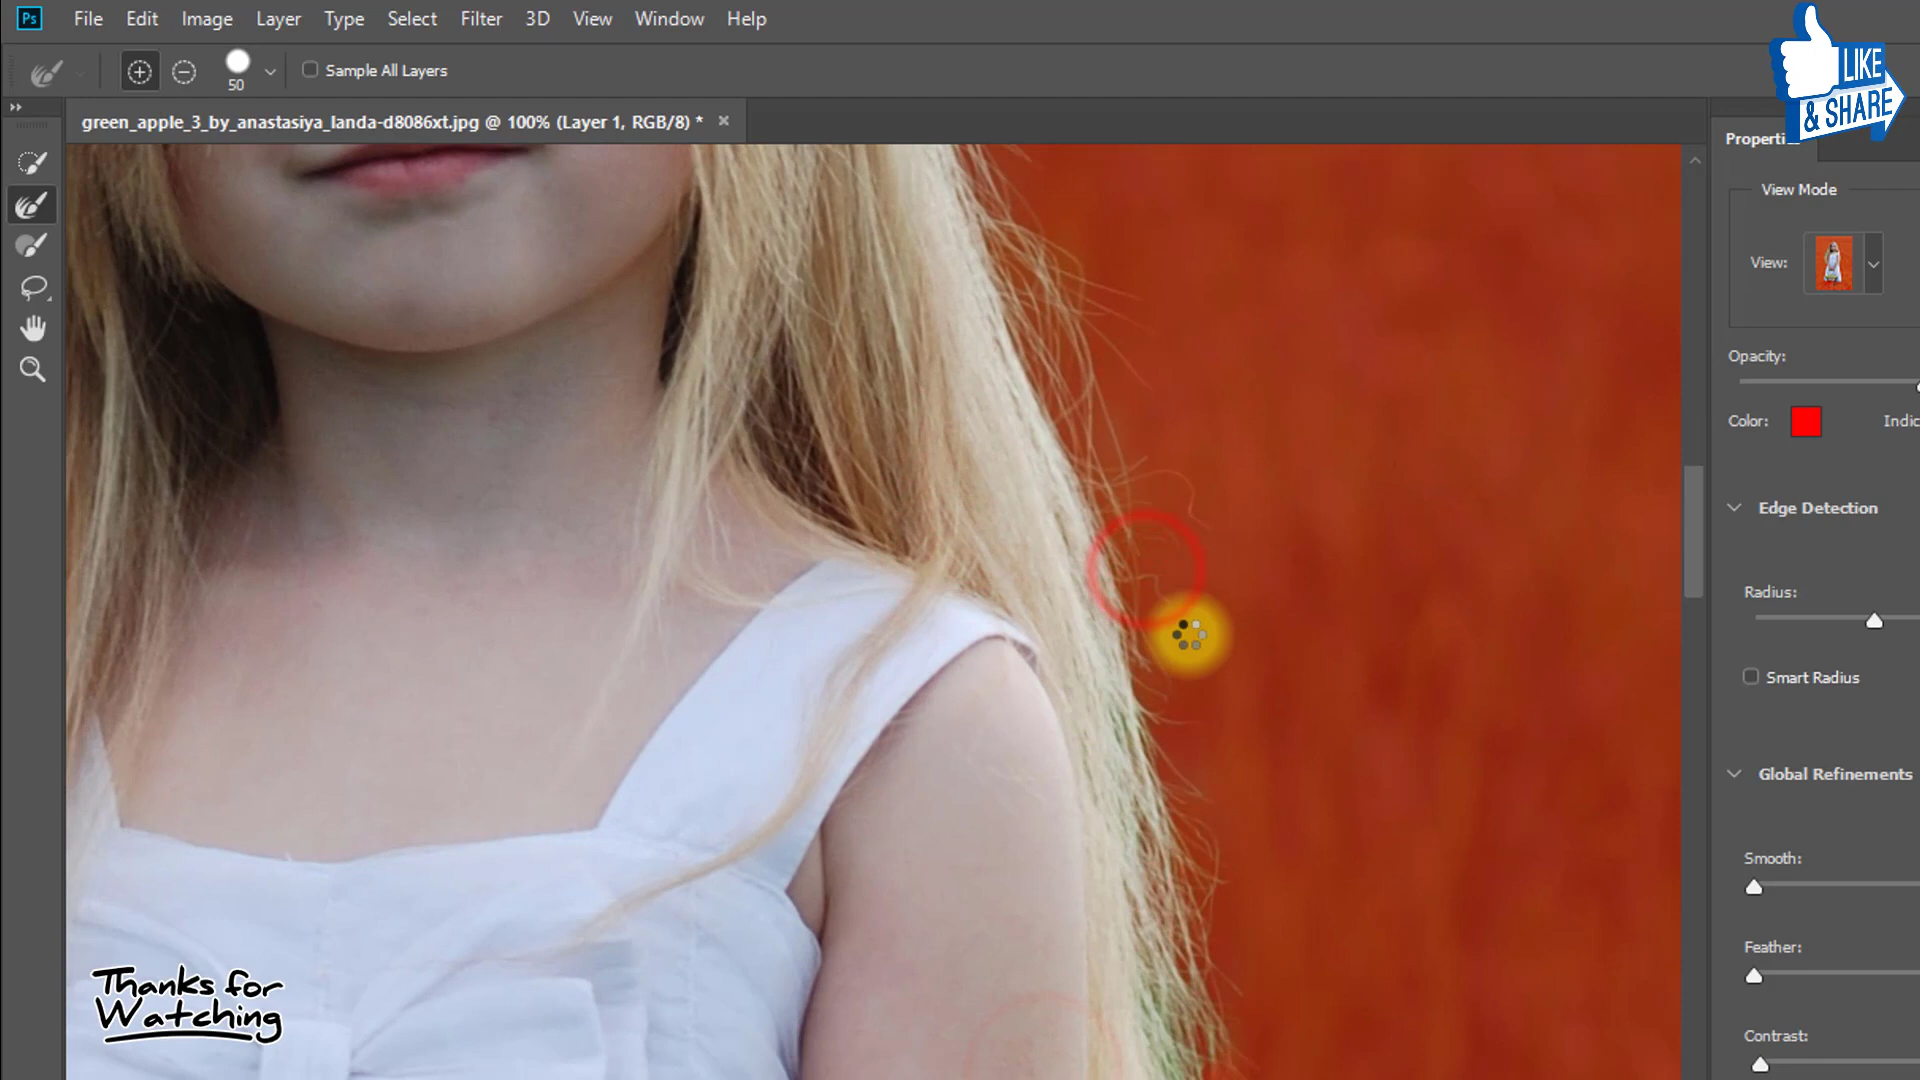 Ps File Edit Image Layer Type Select Filter 3D View Window Help
50 Sample All Layers
LIKE
& SHARE
green_apple_3_by_anastasiya_landa-d8086xt.jpg @ 100% (Layer 1, RGB/8) *
View Mode
View:
Opacity:
Color:
Edge Detection
Radius:
Smart Radius
Global Refinements
Smooth:
Feather:
Contrast:
Thanks for
Watching